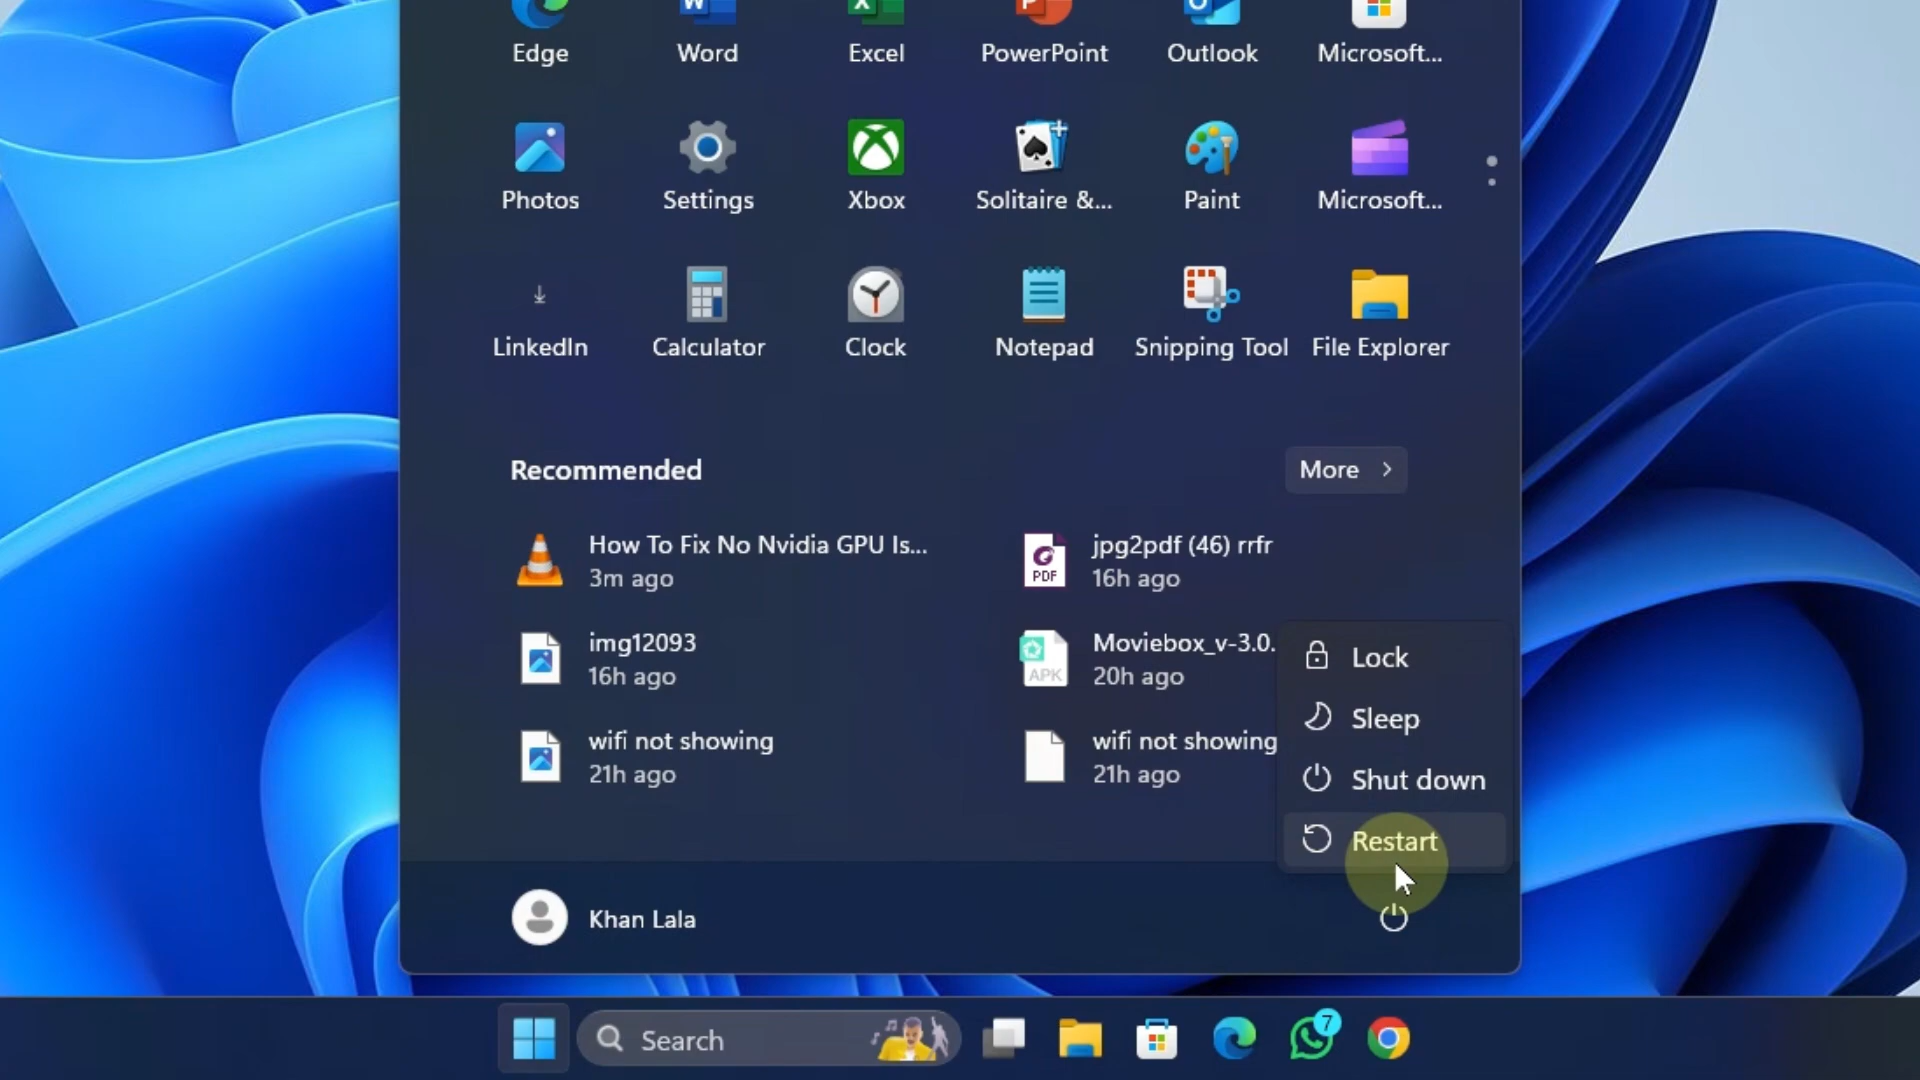 Edge
Word
Excel
PowerPoint
Outlook
Microsoft...
Photos
Settings
Xbox
Solitaire &...
Paint
Microsoft...
LinkedIn
Calculator
Clock
Notepad
Snipping Tool
File Explorer
Recommended
More
How To Fix No Nvidia GPU Is...
3m ago
jpg2pdf (46) rrfr
16h ago
img12093
16h ago
Moviebox_v-3.0.
20h ago
wifi not showing
21h ago
wifi not showing
21h ago
PDF
APK
Lock
Sleep
Shut down
Restart
Khan Lala
Search
7